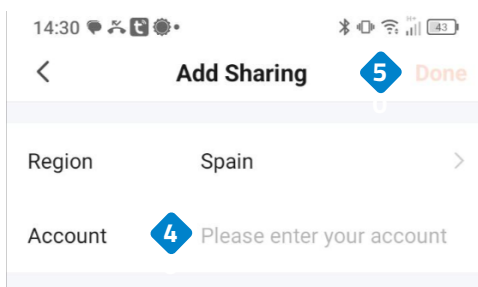 14:30 43
Add Sharing 5 Done
Region Spain
Account 4 Please enter your account